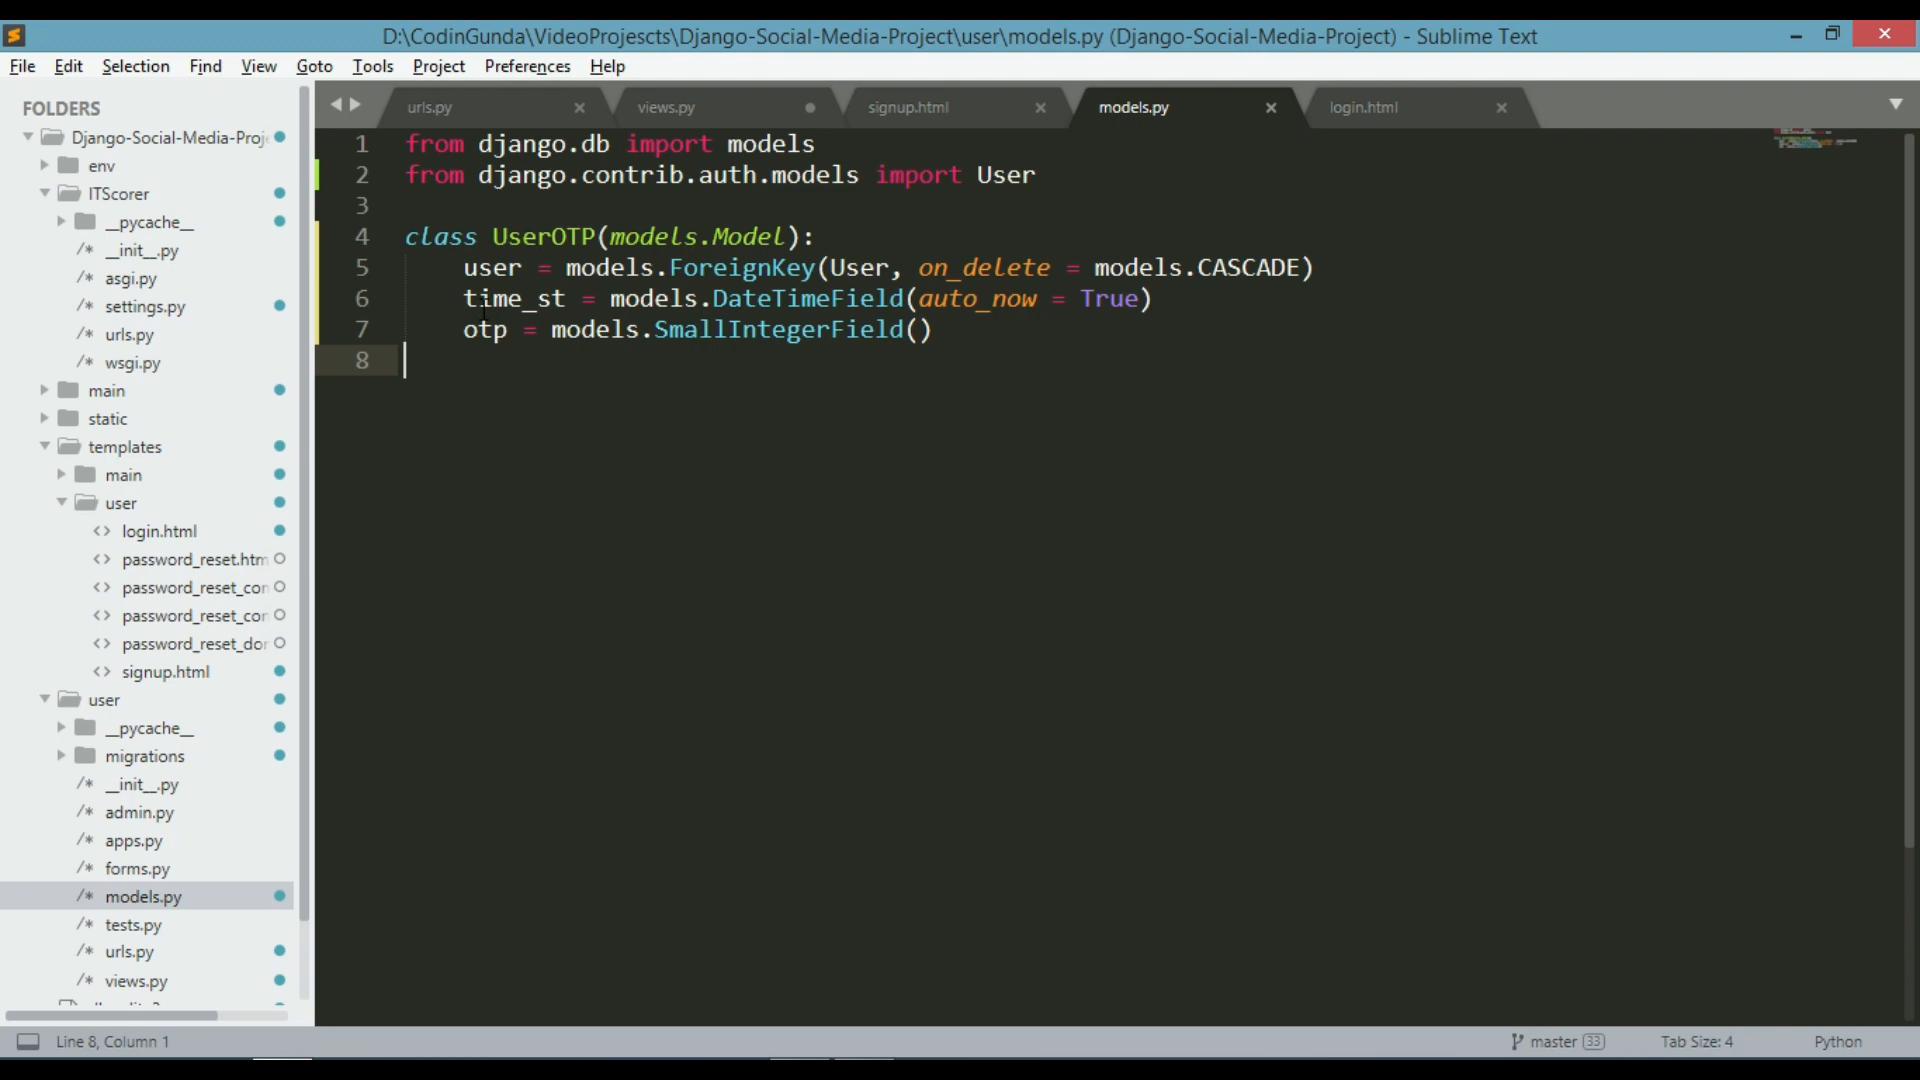 D:\CodinGunda\VideoProjescts\Django-Social-Media-Project\user\models.py (Django-Social-Media-Project) - Sublime Text
File Edit Selection Find View Goto Tools Project Preferences Help
FOLDERS
Django-Social-Media-Proj
env
ITScorer
__pycache__
/* __init__.py
/* asgi.py
/* settings.py
/* urls.py
/* wsgi.py
main
static
templates
main
user
<> login.html
<> password_reset.htm
<> password_reset_con
<> password_reset_con
<> password_reset_dor
<> signup.html
user
__pycache__
migrations
/* __init__.py
/* admin.py
/* apps.py
/* forms.py
/* models.py
/* tests.py
/* urls.py
/* views.py
urls.py × views.py signup.html × models.py × login.html ×
1 from django.db import models
2 from django.contrib.auth.models import User
3
4 class UserOTP(models.Model):
5 user = models.ForeignKey(User, on_delete = models.CASCADE)
6 time_st = models.DateTimeField(auto_now = True)
7 otp = models.SmallIntegerField()
8
Line 8, Column 1
master 33 Tab Size: 4 Python